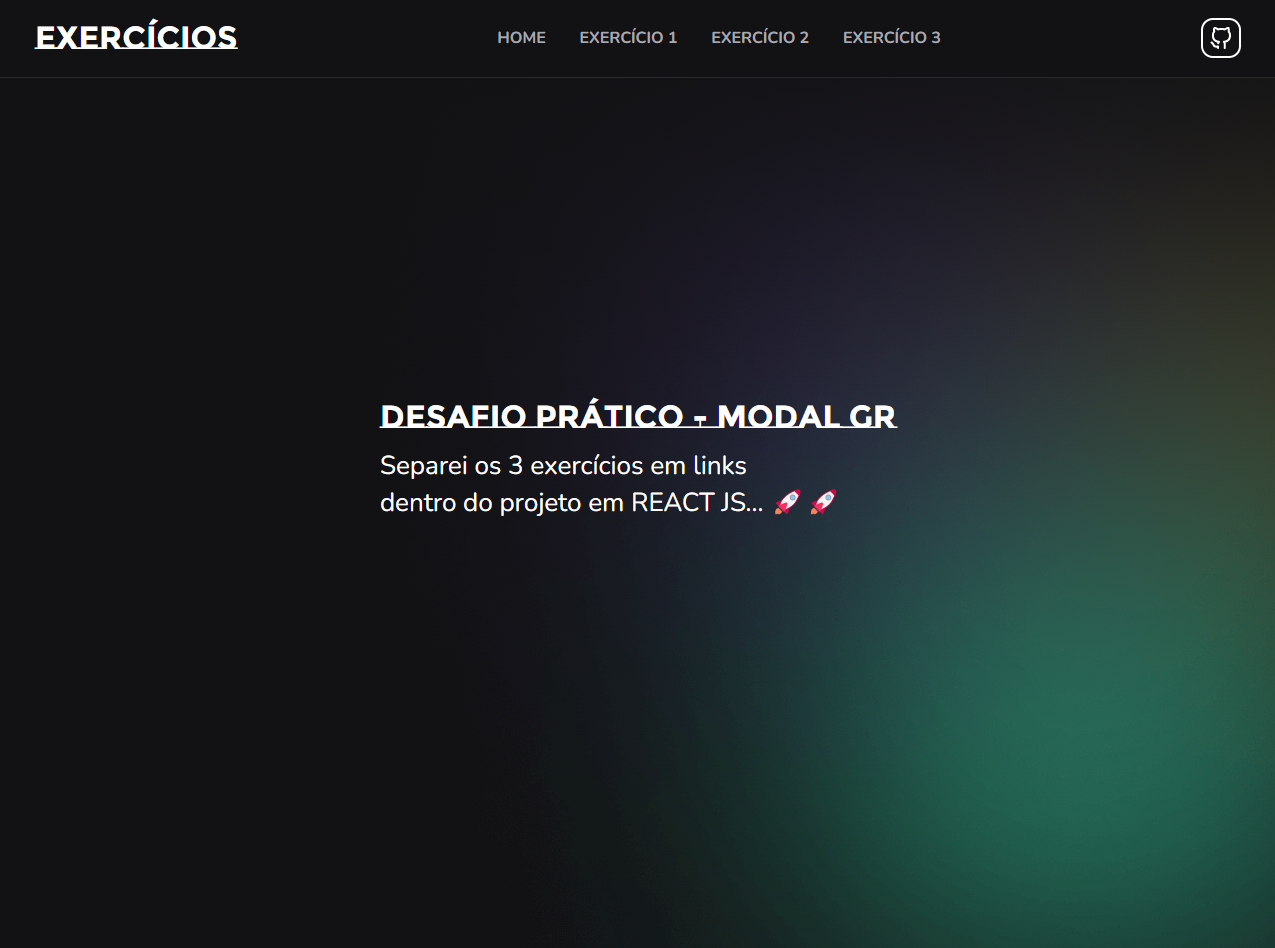 EXERCÍCIOS
HOME EXERCÍCIO 1 EXERCÍCIO 2 EXERCÍCIO 3
DESAFIO PRÁTICO - MODAL GR
Separei os 3 exercícios em links
dentro do projeto em REACT JS... 🚀 🚀